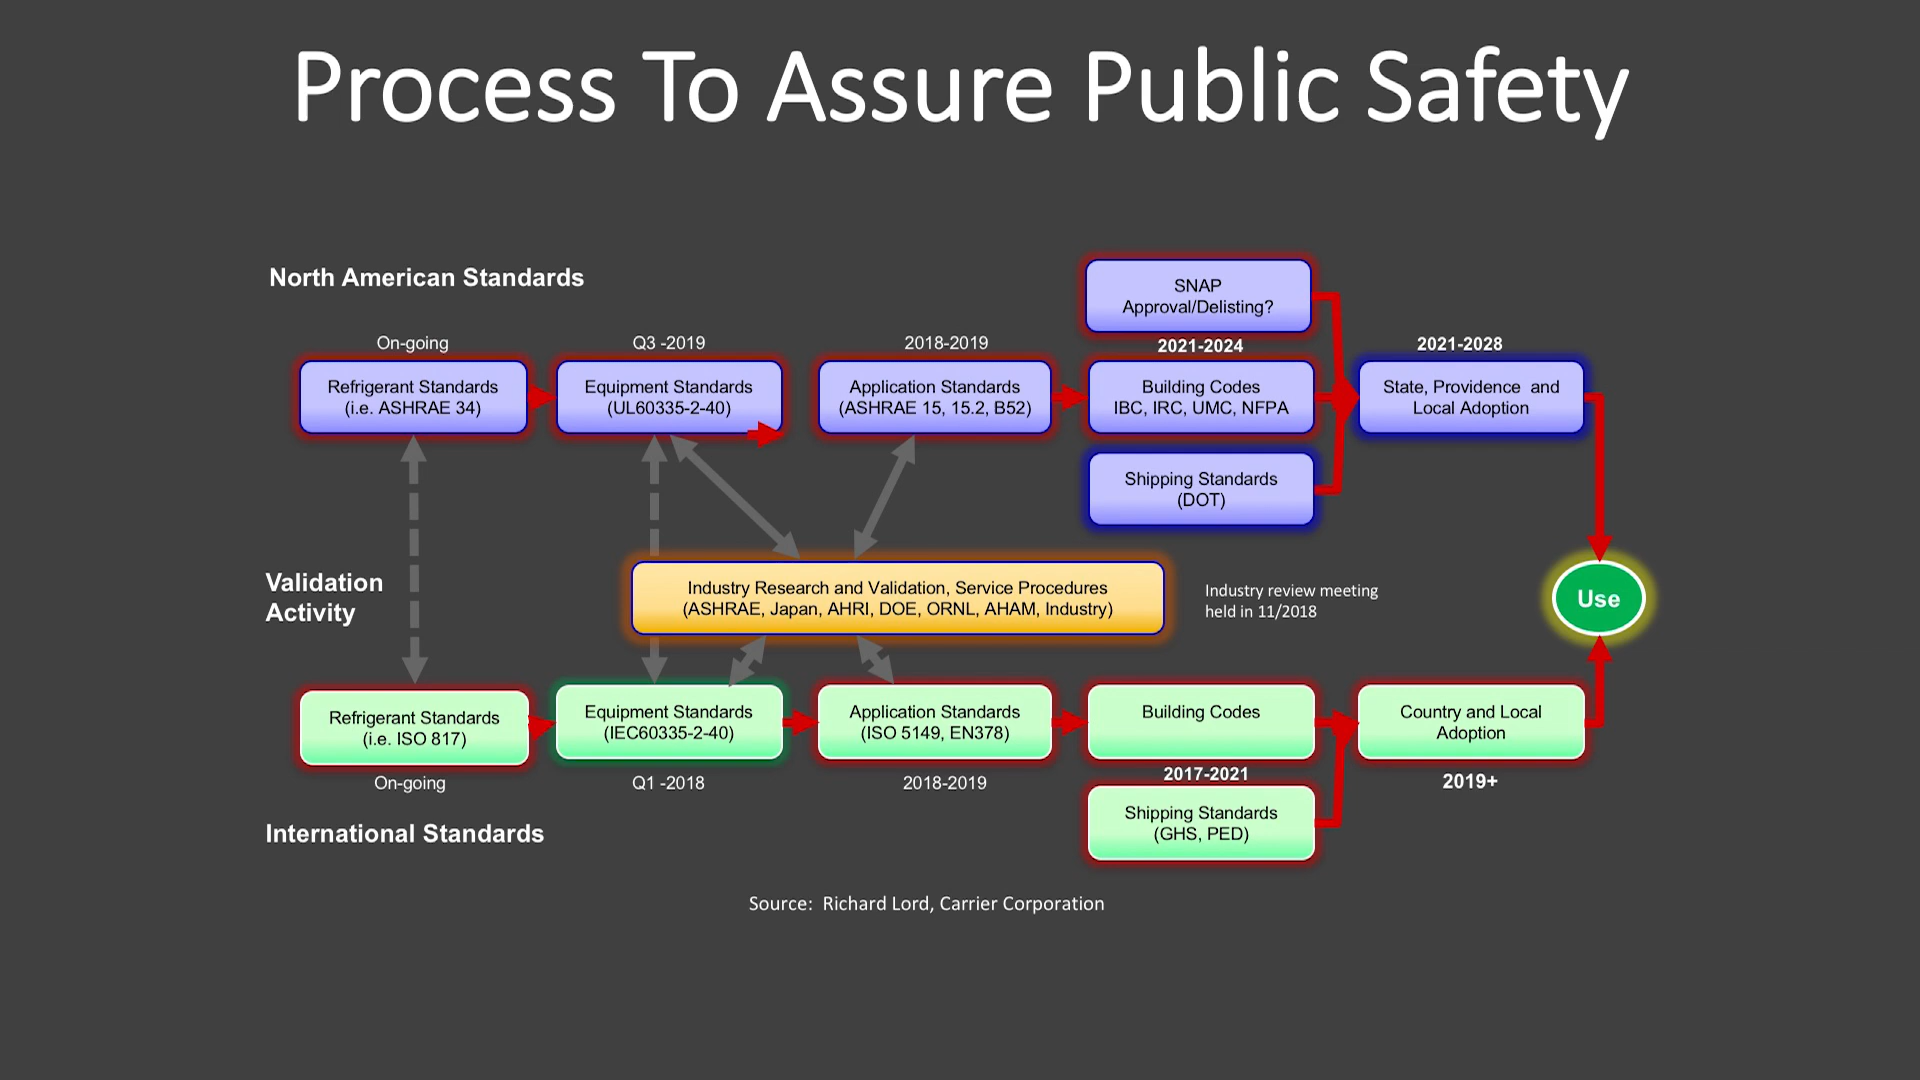 Process To Assure Public Safety
North American Standards
SNAP
Approval/Delisting?
On-going
Q3 -2019
2018-2019
2021-2024
2021-2028
Refrigerant Standards
(i.e. ASHRAE 34)
Equipment Standards
(UL60335-2-40)
Application Standards
(ASHRAE 15, 15.2, B52)
Building Codes
IBC, IRC, UMC, NFPA
State, Providence and
Local Adoption
Shipping Standards
(DOT)
Validation
Activity
Industry Research and Validation, Service Procedures
(ASHRAE, Japan, AHRI, DOE, ORNL, AHAM, Industry)
Industry review meeting
held in 11/2018
Use
Refrigerant Standards
(i.e. ISO 817)
Equipment Standards
(IEC60335-2-40)
Application Standards
(ISO 5149, EN378)
Building Codes
Country and Local
Adoption
On-going
Q1 -2018
2018-2019
2017-2021
2019+
Shipping Standards
(GHS, PED)
International Standards
Source: Richard Lord, Carrier Corporation